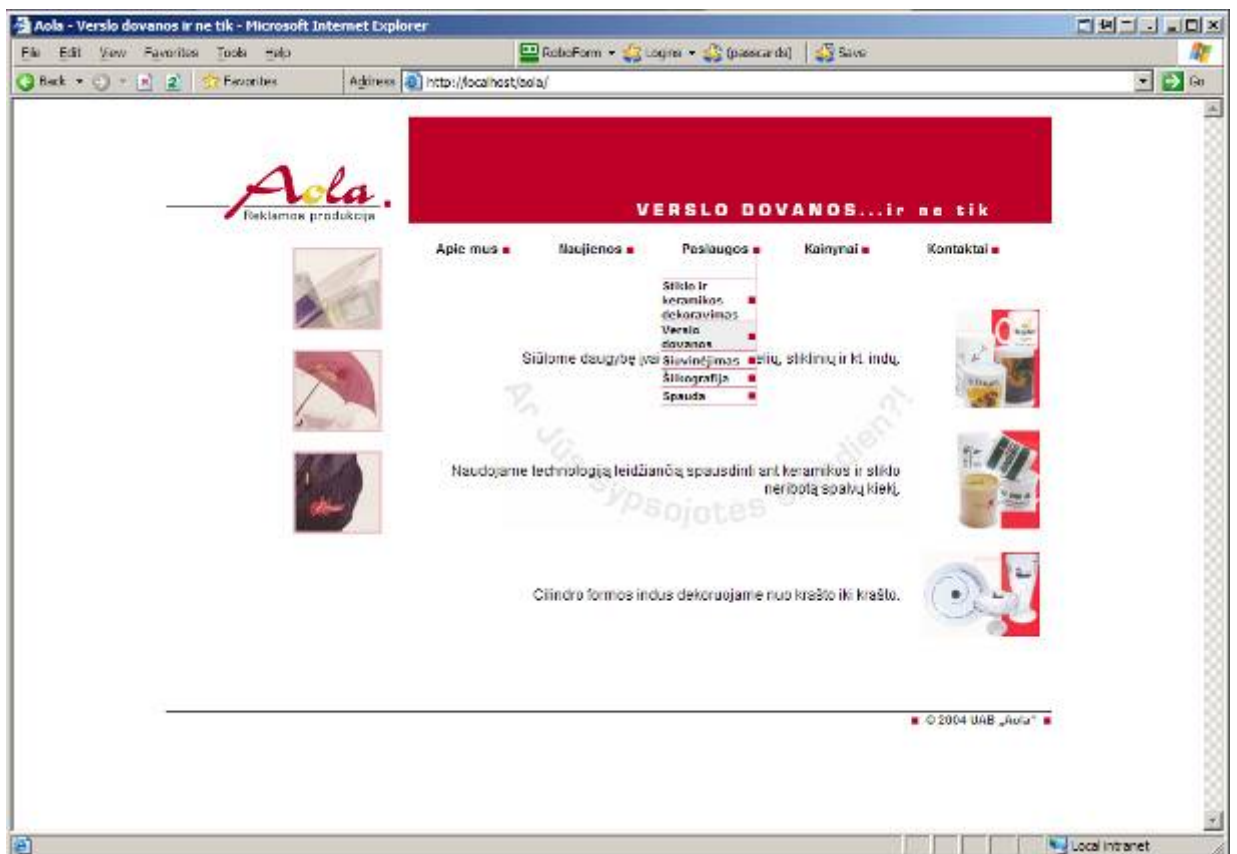 Aola - Verslo dovanos ir ne tik - Microsoft Internet Explorer
File Edit View Favorites Tools Help RoboForm Logins (passcards) Save
Back Favorites Address http://localhost/aola/ Go
Aola.
Reklamos produkcija
VERSLO DOVANOS...ir ne tik
Apie mus Naujienos Paslaugos Kainynai Kontaktai
Stiklo ir
keramikos
dekoravimas
Verslo
dovanos
Siuvinėjimas
Šilkografija
Spauda
Siūlome daugybę įvai elių, stiklinių ir kt. indų.
Ar Jūs šypsojotės dien?!
Naudojame technologiją leidžiančią spausdinti ant keramikos ir stiklo
neribotą spalvų kiekį.
Cilindro formos indus dekoruojame nuo krašto iki krašto.
© 2004 UAB „Aola“
Local intranet